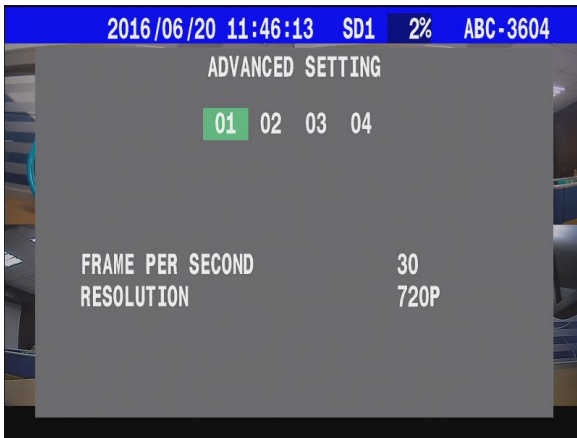 2016/06/20 11:46:13 SD1 2% ABC-3604
ADVANCED SETTING
01 02 03 04
FRAME PER SECOND 30
RESOLUTION 720P